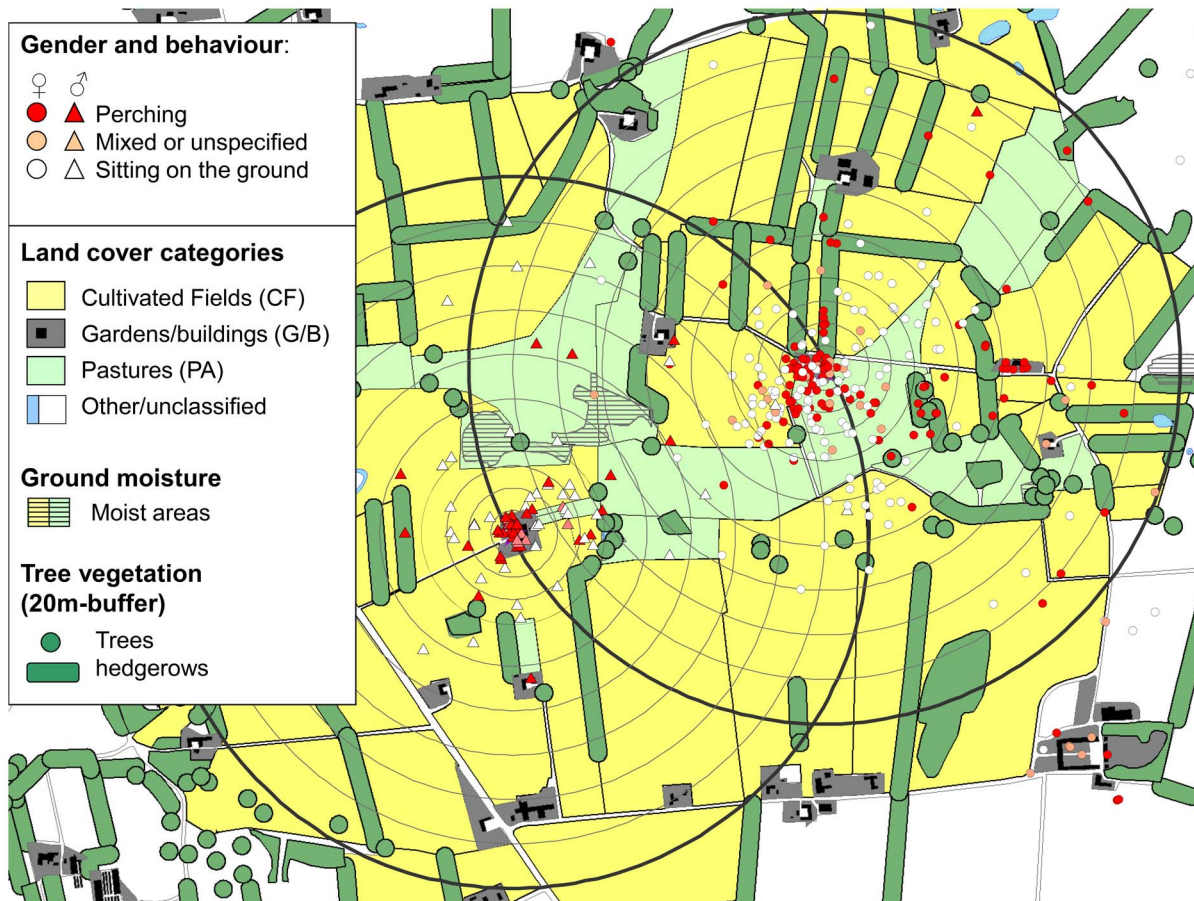 Gender and behaviour:
♀ ♂
Perching
Mixed or unspecified
Sitting on the ground
Land cover categories
Cultivated Fields (CF)
Gardens/buildings (G/B)
Pastures (PA)
Other/unclassified
Ground moisture
Moist areas
Tree vegetation
(20m-buffer)
Trees
hedgerows